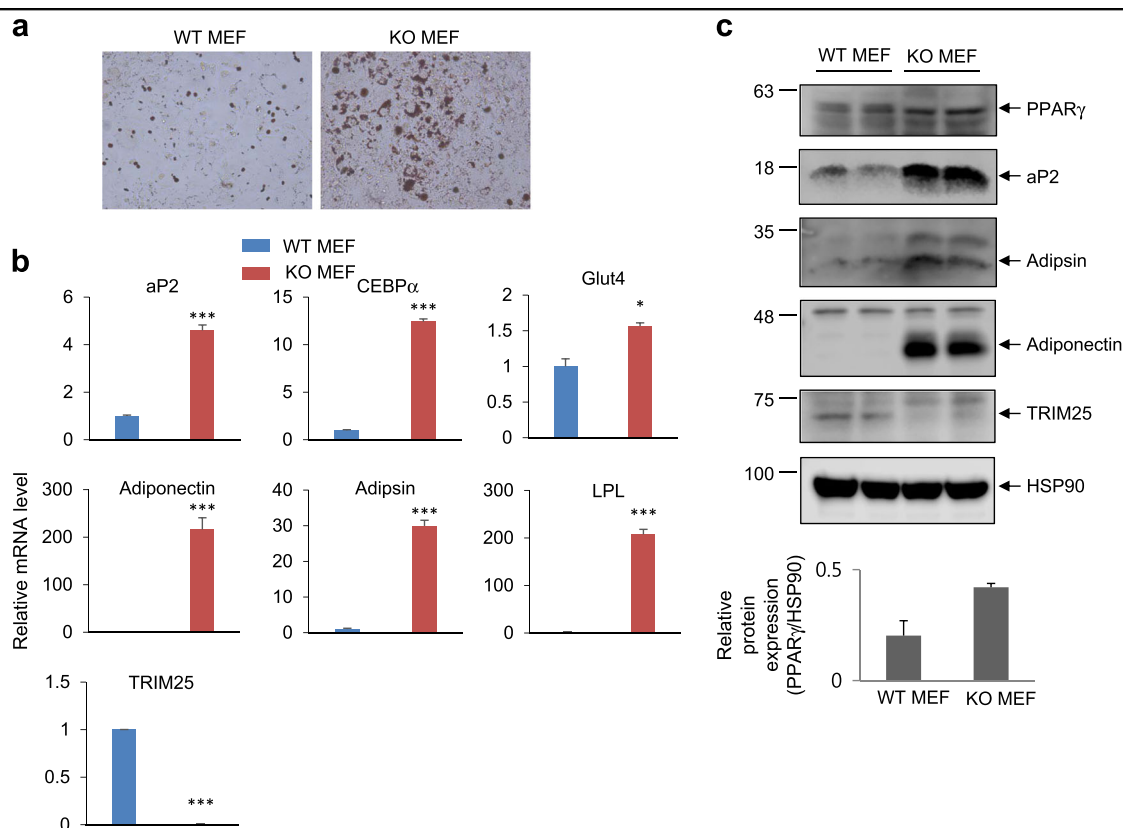 a
WT MEF
KO MEF
b
WT MEF
KO MEF
Relative mRNA level
aP2
6
4
2
0
***
CEBPα
15
10
5
0
***
Glut4
2
1.5
1
0.5
0
*
Adiponectin
300
200
100
0
***
Adipsin
40
30
20
10
0
***
LPL
300
200
100
0
***
TRIM25
1.5
1
0.5
0
***
c
WT MEF
KO MEF
63
PPARγ
18
aP2
35
Adipsin
48
Adiponectin
75
TRIM25
100
HSP90
Relative
protein
expression
(PPARγ/HSP90)
0.5
0
WT MEF
KO MEF